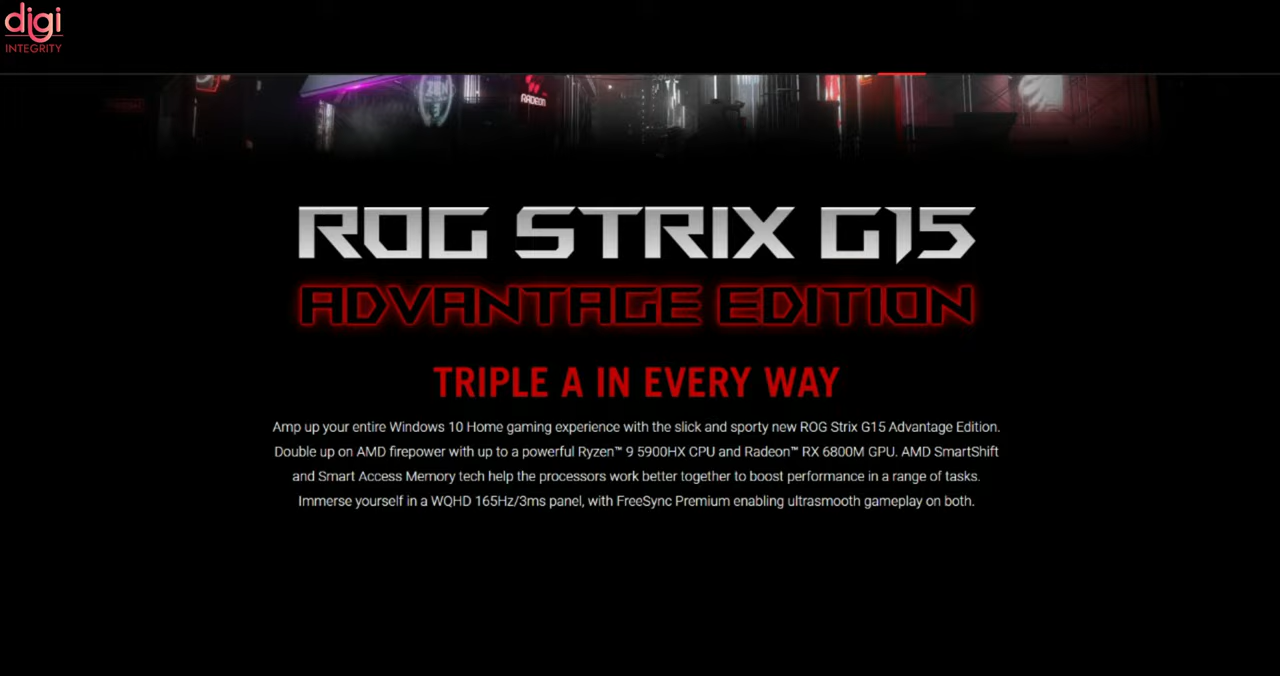 digi
INTEGRITY
ZEN
3
RADEON
ROG STRIX G15
ADVANTAGE EDITION
TRIPLE A IN EVERY WAY
Amp up your entire Windows 10 Home gaming experience with the slick and sporty new ROG Strix G15 Advantage Edition.
Double up on AMD firepower with up to a powerful Ryzen™ 9 5900HX CPU and Radeon™ RX 6800M GPU. AMD SmartShift
and Smart Access Memory tech help the processors work better together to boost performance in a range of tasks.
Immerse yourself in a WQHD 165Hz/3ms panel, with FreeSync Premium enabling ultrasmooth gameplay on both.